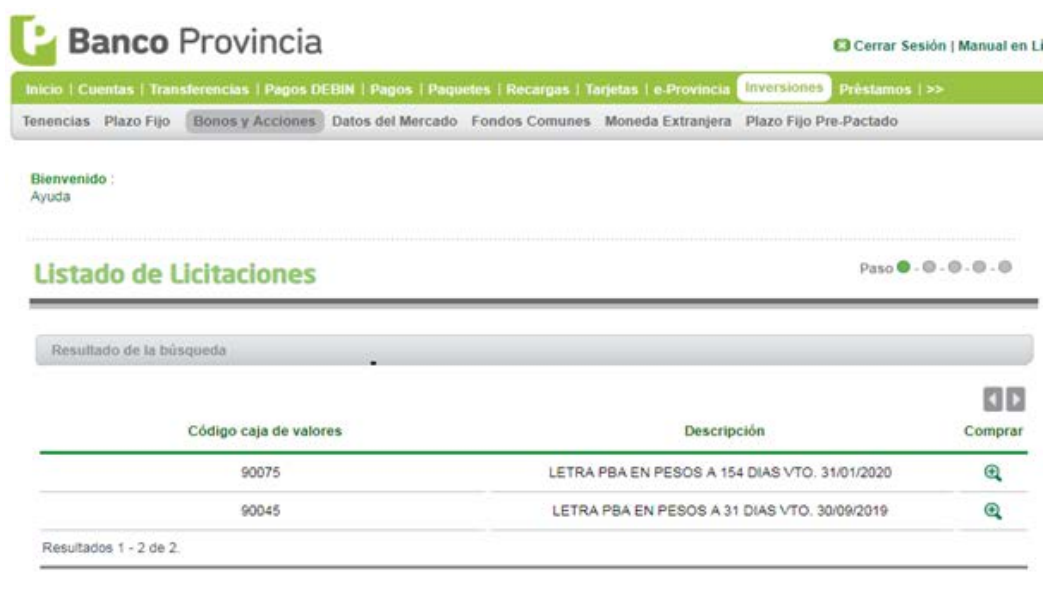 Banco Provincia
Cerrar Sesión | Manual en Li
Inicio | Cuentas | Transferencias | Pagos DEBIN | Pagos | Paquetes | Recargas | Tarjetas | e-Provincia Inversiones Préstamos | >>
Tenencias Plazo Fijo Bonos y Acciones Datos del Mercado Fondos Comunes Moneda Extranjera Plazo Fijo Pre-Pactado
Bienvenido :
Ayuda
Listado de Licitaciones
Paso
Resultado de la búsqueda
Código caja de valores Descripción Comprar
90075 LETRA PBA EN PESOS A 154 DIAS VTO. 31/01/2020
90045 LETRA PBA EN PESOS A 31 DIAS VTO. 30/09/2019
Resultados 1 - 2 de 2.